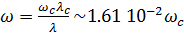 ω = ω_c λ_c / λ ~ 1.61 10⁻² ω_c